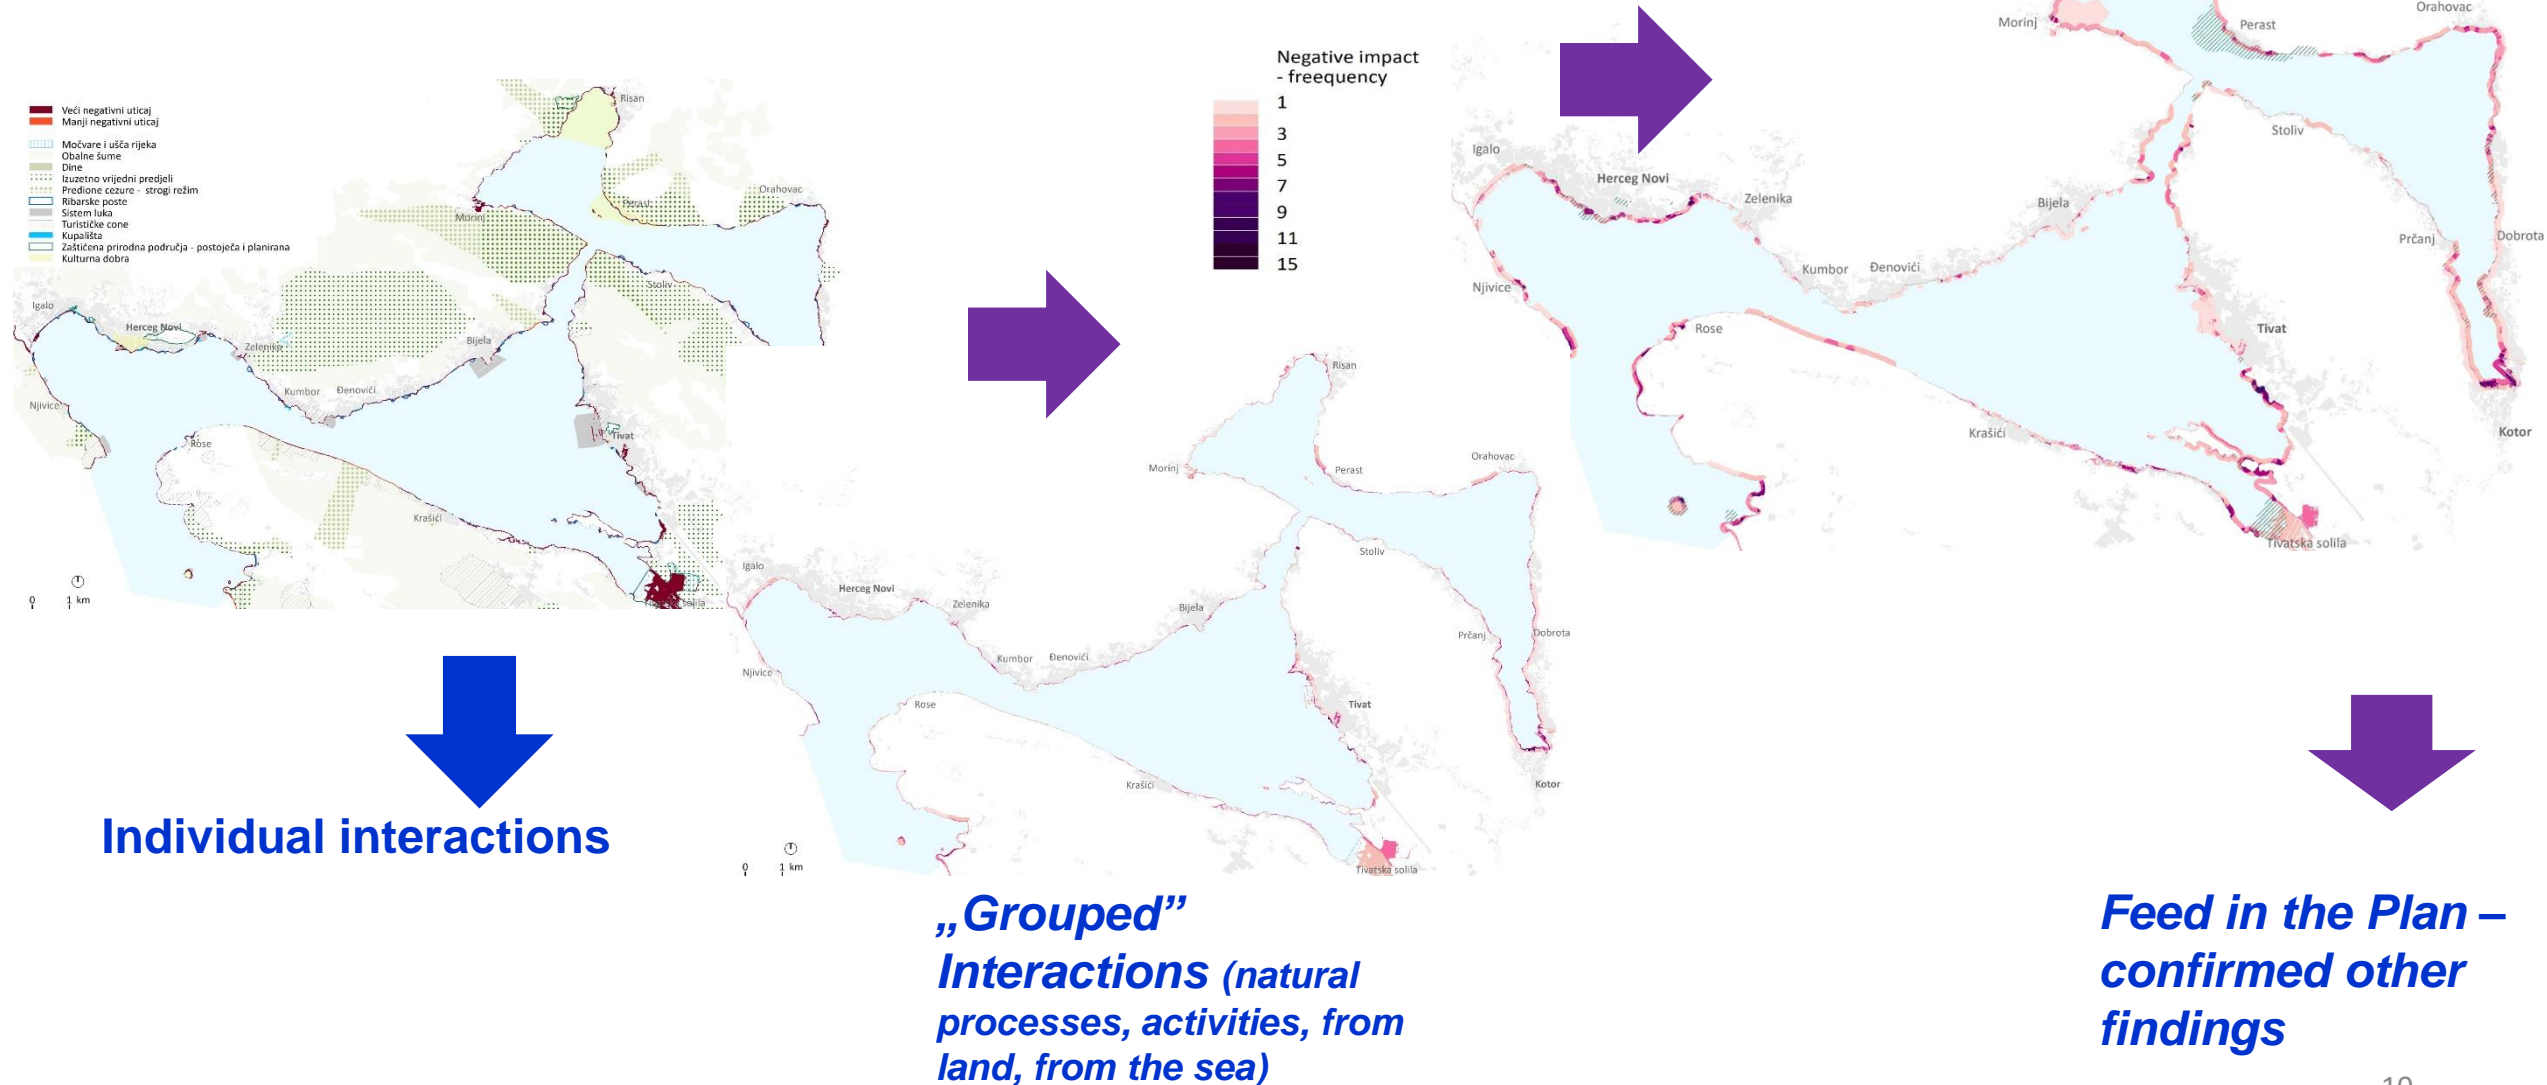 Veći negativni uticaj
Manji negativni uticaj
Močvare i ušća rijeka
Obalne šume
Dine
Izuzetno vrijedni predjeli
Predione cezure - strogi režim
Ribarske poste
Sistem luka
Turističke cone
Kupališta
Zaštićena prirodna područja - postojeća i planirana
Kulturna dobra
Risan
Orahovac
Perast
Morinj
Stoliv
Igalo
Herceg Novi
Zelenika
Bijela
Kumbor
Đenovići
Njivice
Rose
Tivat
Krašići
solila
0 1 km
Individual interactions
Negative impact
- freequency
1
3
5
7
9
11
15
Risan
Morinj
Perast
Orahovac
Stoliv
Igalo
Herceg Novi
Zelenika
Bijela
Prčanj
Dobrota
Kumbor
Đenovići
Njivice
Rose
Tivat
Krašići
Kotor
Tivatska solila
0 1 km
„Grouped”
Interactions (natural
processes, activities, from
land, from the sea)
Orahovac
Morinj
Perast
Stoliv
Igalo
Herceg Novi
Zelenika
Bijela
Prčanj
Dobrota
Kumbor
Đenovići
Njivice
Rose
Tivat
Krašići
Kotor
Tivatska solila
Feed in the Plan –
confirmed other
findings